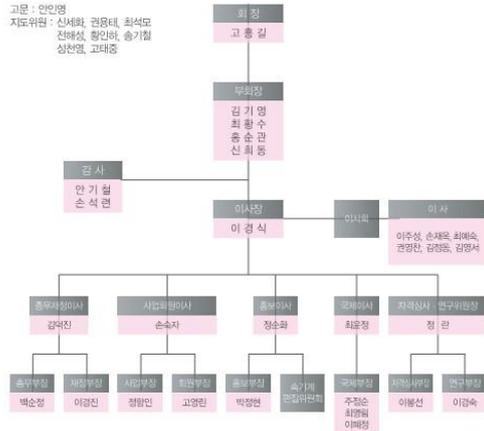 고문 : 안인영
지도위원 : 신세화, 권용태, 최석모
전해성, 황인하, 송기철
성천영, 고태중
회 장
고 흥 길
부회장
김 기 영
최 황 수
홍 순 관
신 희 동
감 사
안 기 철
손 석 련
이사장
이 경 식
이사회
이 사
이주성, 손재옥, 최예숙,
권영찬, 김정동, 김영서
총무재정이사
김덕진
사업회원이사
손숙자
홍보이사
정순화
국제이사
최윤정
자격심사 · 연구위원장
정 란
총무부장
백순정
재정부장
이경진
사업부장
정향인
회원부장
고영린
홍보부장
박정현
속기계
편집위원회
국제부장
주정순
최영림
이혜정
자격심사부장
이봉선
연구부장
이경숙